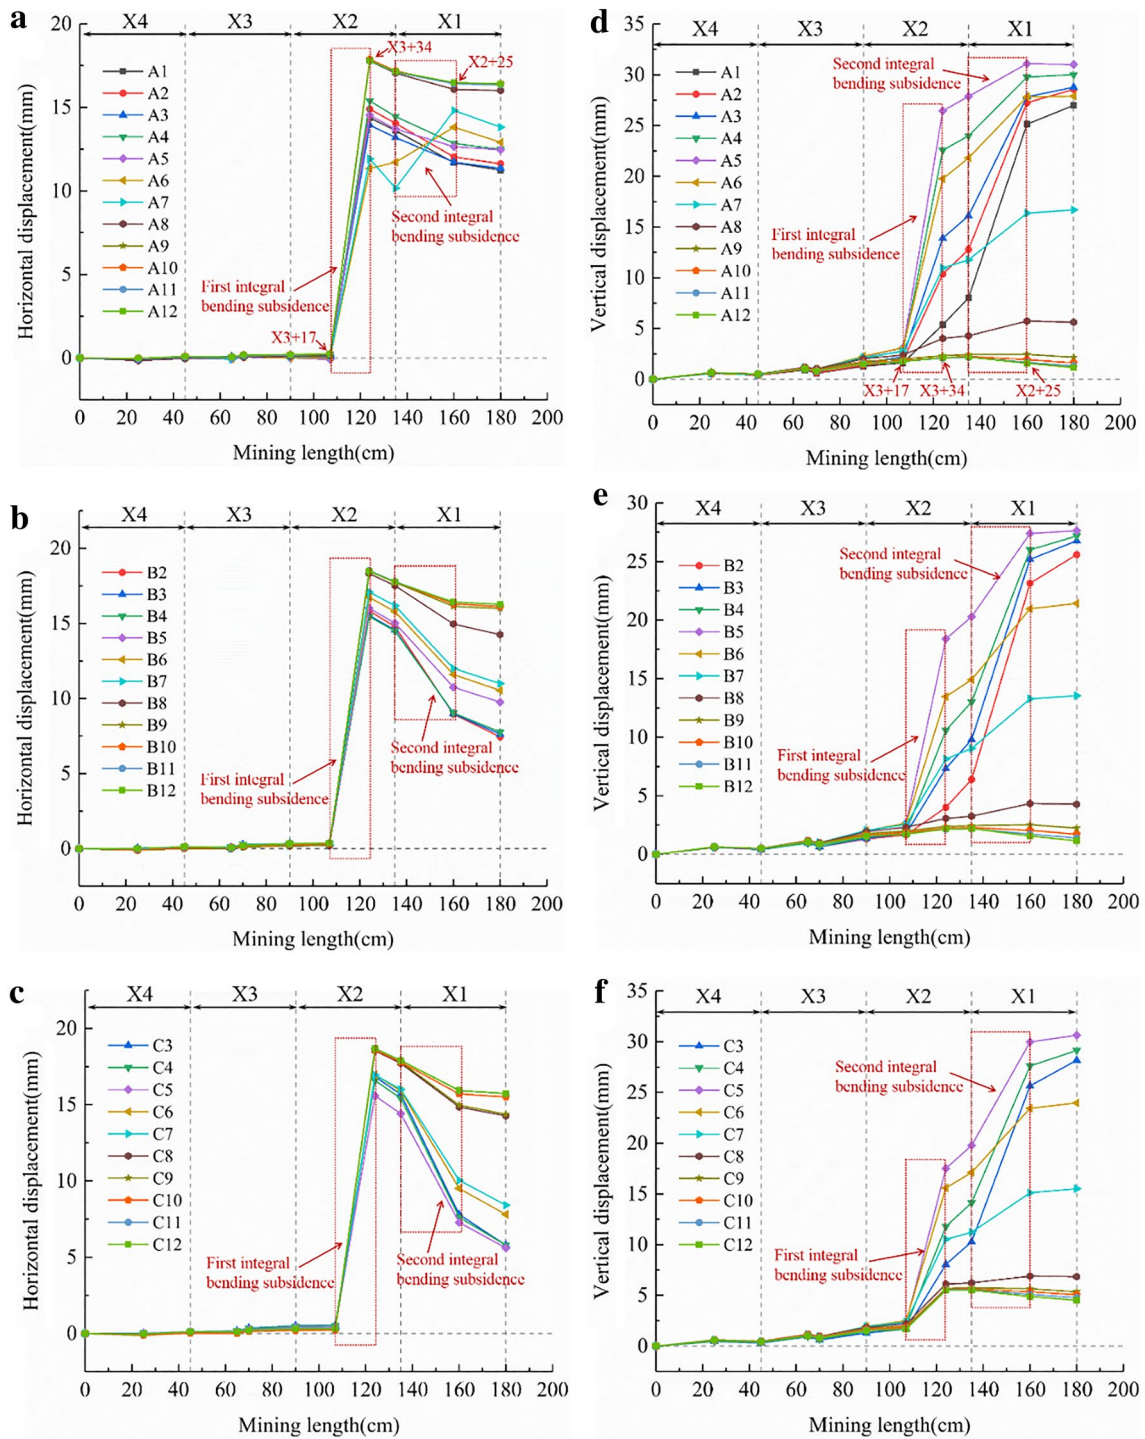 a
X4 X3 X2 X1
20
15
10
5
0
Horizontal displacement(mm)
A1
A2
A3
A4
A5
A6
A7
A8
A9
A10
A11
A12
X3+34
X2+25
Second integral
bending subsidence
First integral
bending subsidence
X3+17
0 20 40 60 80 100 120 140 160 180 200
Mining length(cm)
d
X4 X3 X2 X1
35
30
25
20
15
10
5
0
Vertical displacement(mm)
A1
A2
A3
A4
A5
A6
A7
A8
A9
A10
A11
A12
Second integral
bending subsidence
First integral
bending subsidence
X3+17 X3+34 X2+25
0 20 40 60 80 100 120 140 160 180 200
Mining length(cm)
b
X4 X3 X2 X1
20
15
10
5
0
Horizontal displacement(mm)
B2
B3
B4
B5
B6
B7
B8
B9
B10
B11
B12
Second integral
bending subsidence
First integral
bending subsidence
0 20 40 60 80 100 120 140 160 180 200
Mining length(cm)
e
X4 X3 X2 X1
30
25
20
15
10
5
0
Vertical displacement(mm)
B2
B3
B4
B5
B6
B7
B8
B9
B10
B11
B12
Second integral
bending subsidence
First integral
bending subsidence
0 20 40 60 80 100 120 140 160 180 200
Mining length(cm)
c
X4 X3 X2 X1
20
15
10
5
0
Horizontal displacement(mm)
C3
C4
C5
C6
C7
C8
C9
C10
C11
C12
First integral
bending subsidence
Second integral
bending subsidence
0 20 40 60 80 100 120 140 160 180 200
Mining length(cm)
f
X4 X3 X2 X1
35
30
25
20
15
10
5
0
Vertical displacement(mm)
C3
C4
C5
C6
C7
C8
C9
C10
C11
C12
Second integral
bending subsidence
First integral
bending subsidence
0 20 40 60 80 100 120 140 160 180 200
Mining length(cm)